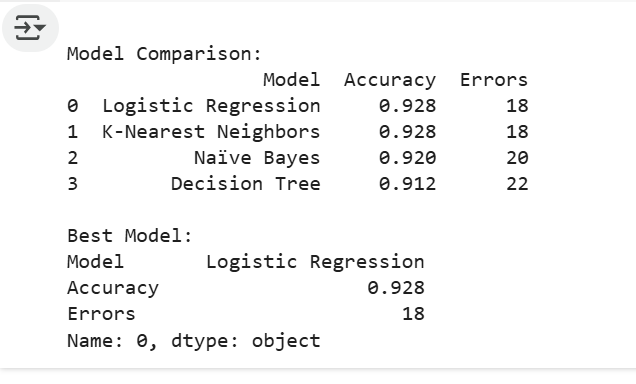 Model Comparison:
Model Accuracy Errors
0 Logistic Regression 0.928 18
1 K-Nearest Neighbors 0.928 18
2 Naïve Bayes 0.920 20
3 Decision Tree 0.912 22
Best Model:
Model Logistic Regression
Accuracy 0.928
Errors 18
Name: 0, dtype: object